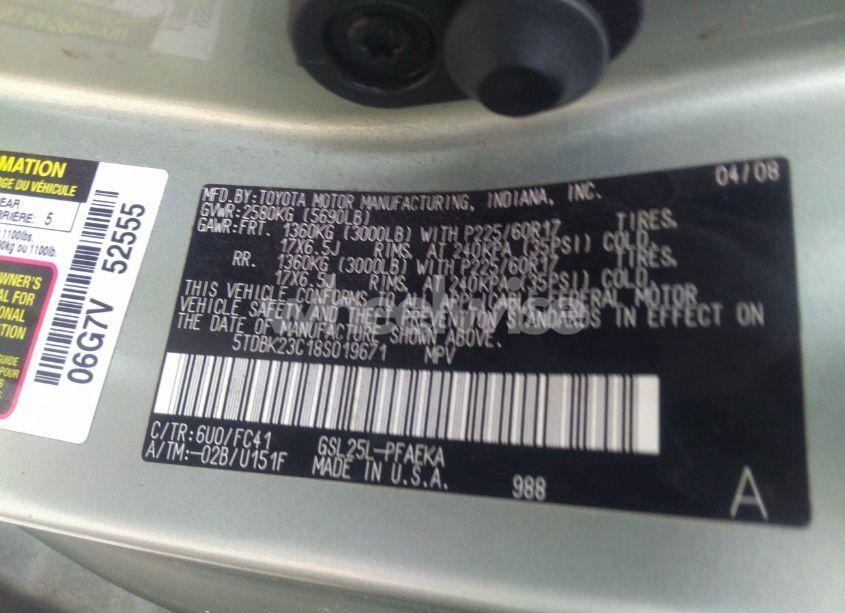 MATION
GE DU VÉHICULE
EAR
RRIÈRE: 5
1100lbs.
00kg ou 1100lb.
OWNER'S
AL FOR
IONAL
ATION
POUR
06G7V 52555
MFD.BY:TOYOTA MOTOR MANUFACTURING, INDIANA, INC. 04/08
GVWR:2580KG (5690LB)
GAWR:FRT. 1360KG (3000LB) WITH P225/60R17 TIRES.
17X6.5J RIMS. AT 240KPA (35PSI) COLD.
RR. 1360KG (3000LB) WITH P225/60R17 TIRES.
17X6.5J RIMS. AT 240KPA (35PSI) COLD.
THIS VEHICLE CONFORMS TO ALL APPLICABLE FEDERAL MOTOR
VEHICLE SAFETY AND THEFT PREVENTION STANDARDS IN EFFECT ON
THE DATE OF MANUFACTURE SHOWN ABOVE.
5TDBK23C18S019671 MPV
C/TR:6U0/FC41 GSL25L-PFAEKA
A/TM:-02B/U151F MADE IN U.S.A. 988
A